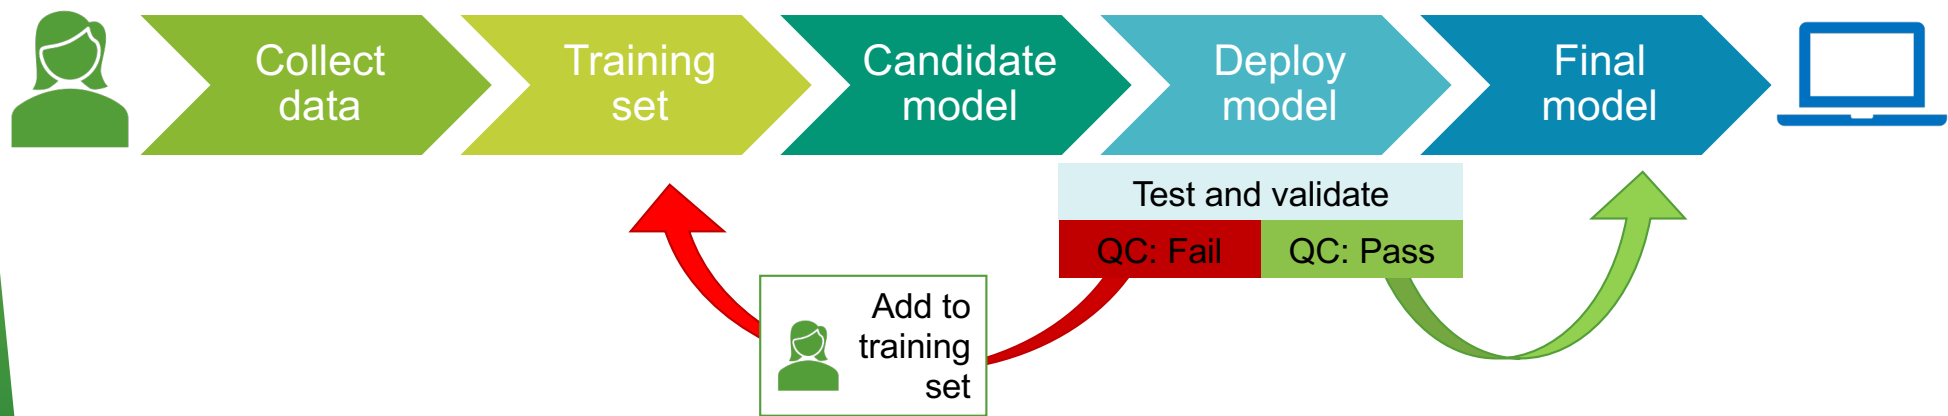 Collect
data
Training
set
Candidate
model
Deploy
model
Final
model
Test and validate
QC: Fail
QC: Pass
Add to
training
set